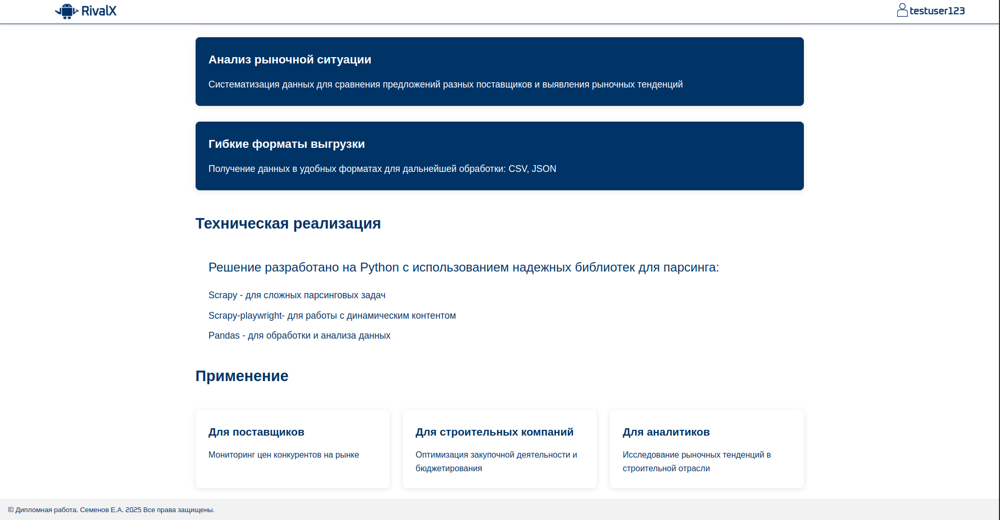 RivalX
testuser123
Анализ рыночной ситуации
Систематизация данных для сравнения предложений разных поставщиков и выявления рыночных тенденций
Гибкие форматы выгрузки
Получение данных в удобных форматах для дальнейшей обработки: CSV, JSON
Техническая реализация
Решение разработано на Python с использованием надежных библиотек для парсинга:
Scrapy - для сложных парсинговых задач
Scrapy-playwright- для работы с динамическим контентом
Pandas - для обработки и анализа данных
Применение
Для поставщиков
Мониторинг цен конкурентов на рынке
Для строительных компаний
Оптимизация закупочной деятельности и
бюджетирования
Для аналитиков
Исследование рыночных тенденций в
строительной отрасли
© Дипломная работа. Семенов Е.А. 2025 Все права защищены.